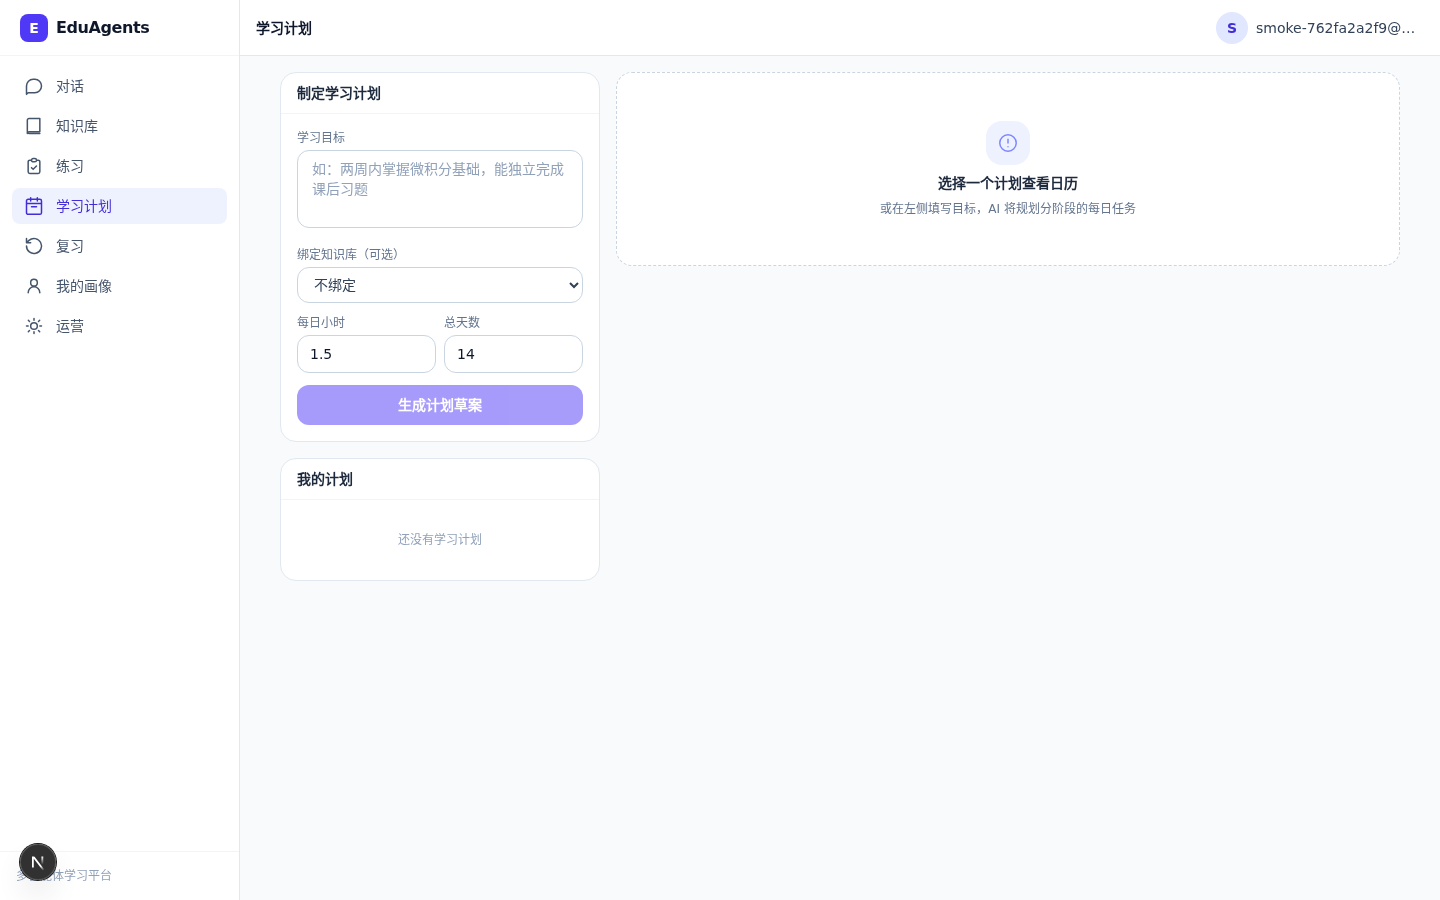 E EduAgents
对话
知识库
练习
学习计划
复习
我的画像
运营
N
体学习平台
学习计划
S smoke-762fa2a2f9@...
制定学习计划
学习目标
如：两周内掌握微积分基础，能独立完成
课后习题
绑定知识库（可选）
不绑定
每日小时
总天数
1.5
14
生成计划草案
我的计划
还没有学习计划
选择一个计划查看日历
或在左侧填写目标，AI 将规划分阶段的每日任务